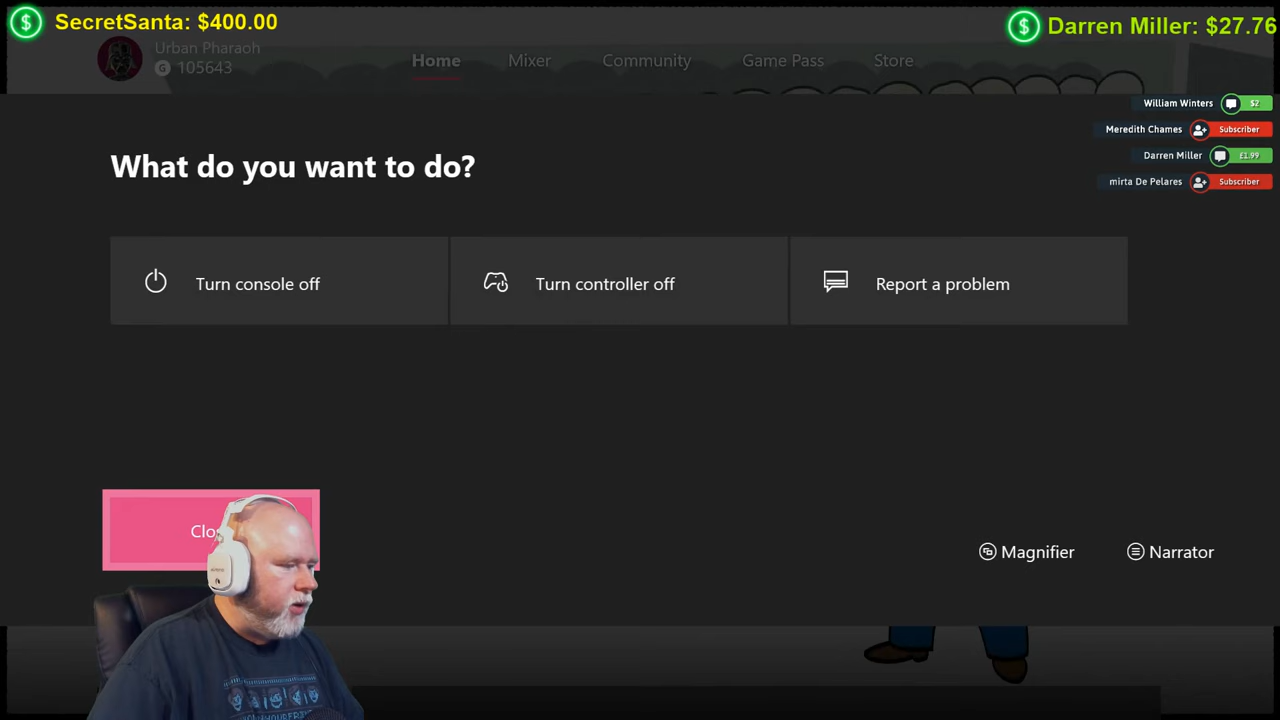 SecretSanta: $400.00
Darren Miller: $27.76
Urban Pharaoh
G 105643
Home
Mixer
Community
Game Pass
Store
William Winters $2
Meredith Chames Subscriber
Darren Miller £1.99
mirta De Pelares Subscriber
What do you want to do?
Turn console off
Turn controller off
Report a problem
Magnifier
Narrator